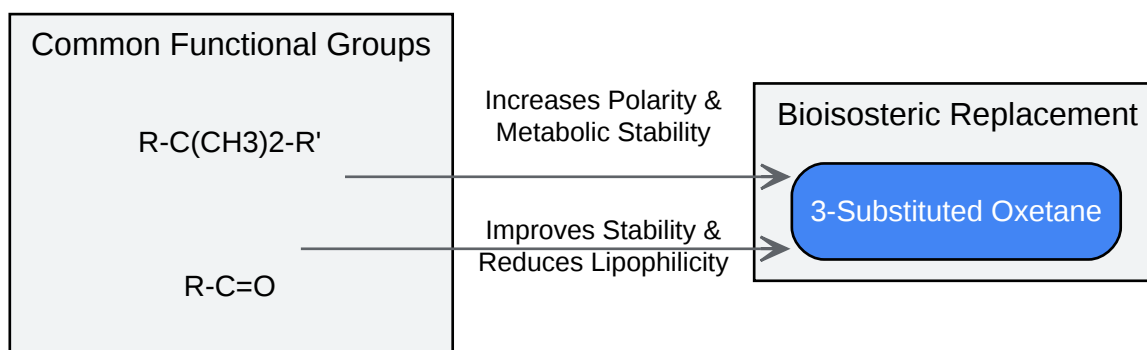 Common Functional Groups
R-C(CH3)2-R'
R-C=O
Increases Polarity &
Metabolic Stability
Improves Stability &
Reduces Lipophilicity
Bioisosteric Replacement
3-Substituted Oxetane